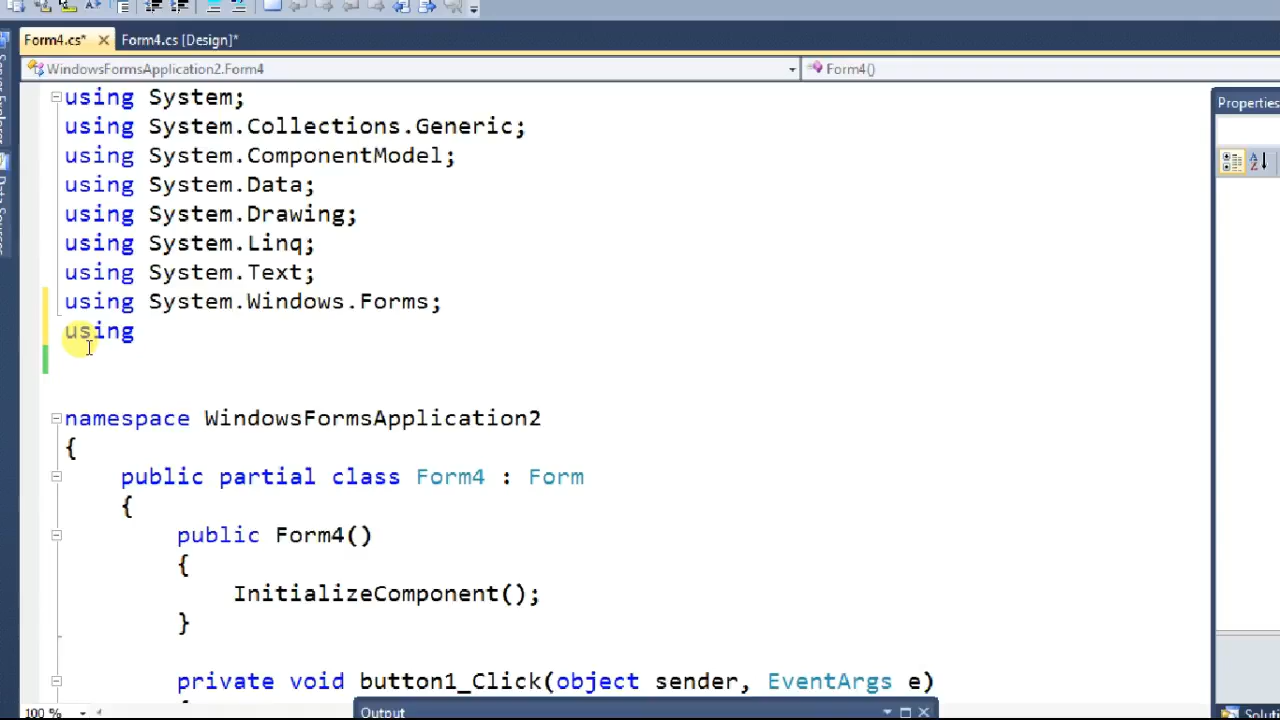 Form4.cs*
Form4.cs [Design]*
WindowsFormsApplication2.Form4
Form4()
using System;
using System.Collections.Generic;
using System.ComponentModel;
using System.Data;
using System.Drawing;
using System.Linq;
using System.Text;
using System.Windows.Forms;
using
namespace WindowsFormsApplication2
{
public partial class Form4 : Form
{
public Form4()
{
InitializeComponent();
}
private void button1_Click(object sender, EventArgs e)
100 %
Output
Properties